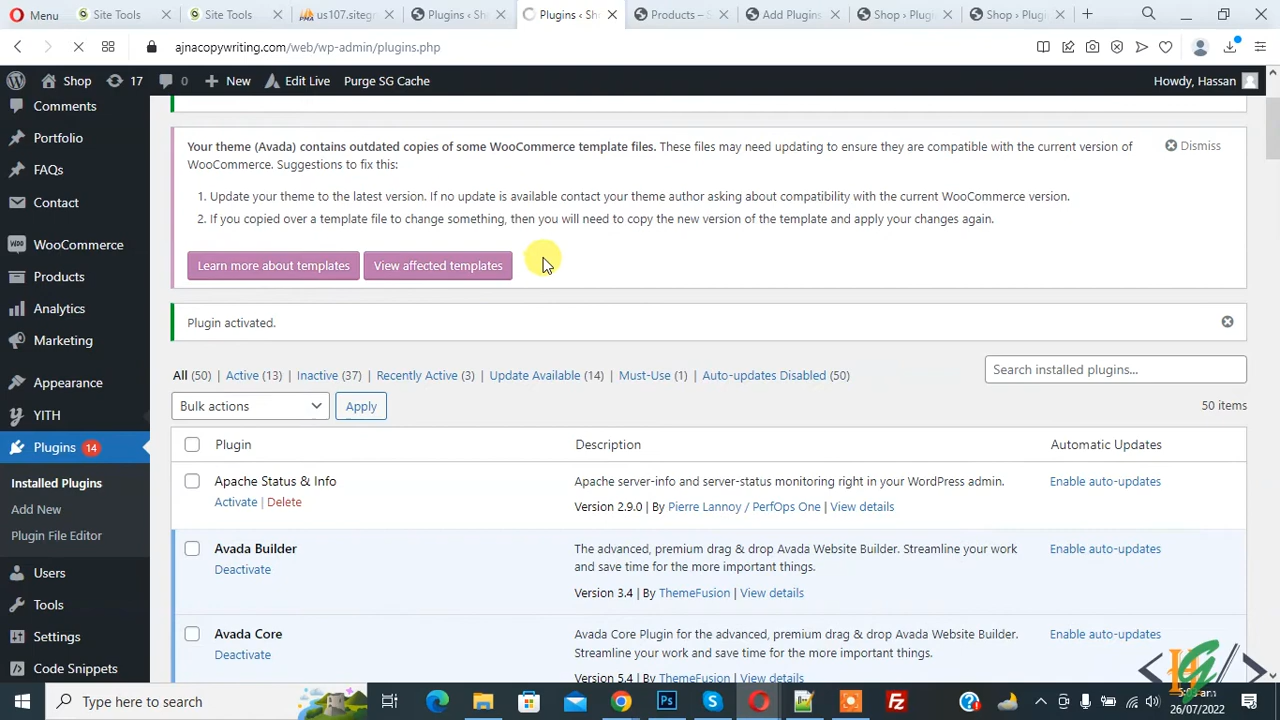 Menu
Site Tools
Site Tools
us107.sitegr
Plugins ‹ Sh
Plugins ‹ Sh
Products – S
Add Plugins
Shop › Plugi
Shop › Plugi
ajnacopywriting.com/web/wp-admin/plugins.php
Shop
17
0
New
Edit Live
Purge SG Cache
Howdy, Hassan
Comments
Portfolio
FAQs
Contact
WooCommerce
Products
Analytics
Marketing
Appearance
YITH
Plugins 14
Installed Plugins
Add New
Plugin File Editor
Users
Tools
Settings
Code Snippets
Your theme (Avada) contains outdated copies of some WooCommerce template files. These files may need updating to ensure they are compatible with the current version of
WooCommerce. Suggestions to fix this:
Dismiss
1. Update your theme to the latest version. If no update is available contact your theme author asking about compatibility with the current WooCommerce version.
2. If you copied over a template file to change something, then you will need to copy the new version of the template and apply your changes again.
Learn more about templates
View affected templates
Plugin activated.
All (50) | Active (13) | Inactive (37) | Recently Active (3) | Update Available (14) | Must-Use (1) | Auto-updates Disabled (50)
Search installed plugins...
Bulk actions
Apply
50 items
Plugin
Description
Automatic Updates
Apache Status & Info
Activate | Delete
Apache server-info and server-status monitoring right in your WordPress admin.
Version 2.9.0 | By Pierre Lannoy / PerfOps One | View details
Enable auto-updates
Avada Builder
Deactivate
The advanced, premium drag & drop Avada Website Builder. Streamline your work
and save time for the more important things.
Version 3.4 | By ThemeFusion | View details
Enable auto-updates
Avada Core
Deactivate
Avada Core Plugin for the advanced, premium drag & drop Avada Website Builder.
Streamline your work and save time for the more important things.
Version 5.4 | By ThemeFusion | View details
Enable auto-updates
Type here to search
26/07/2022